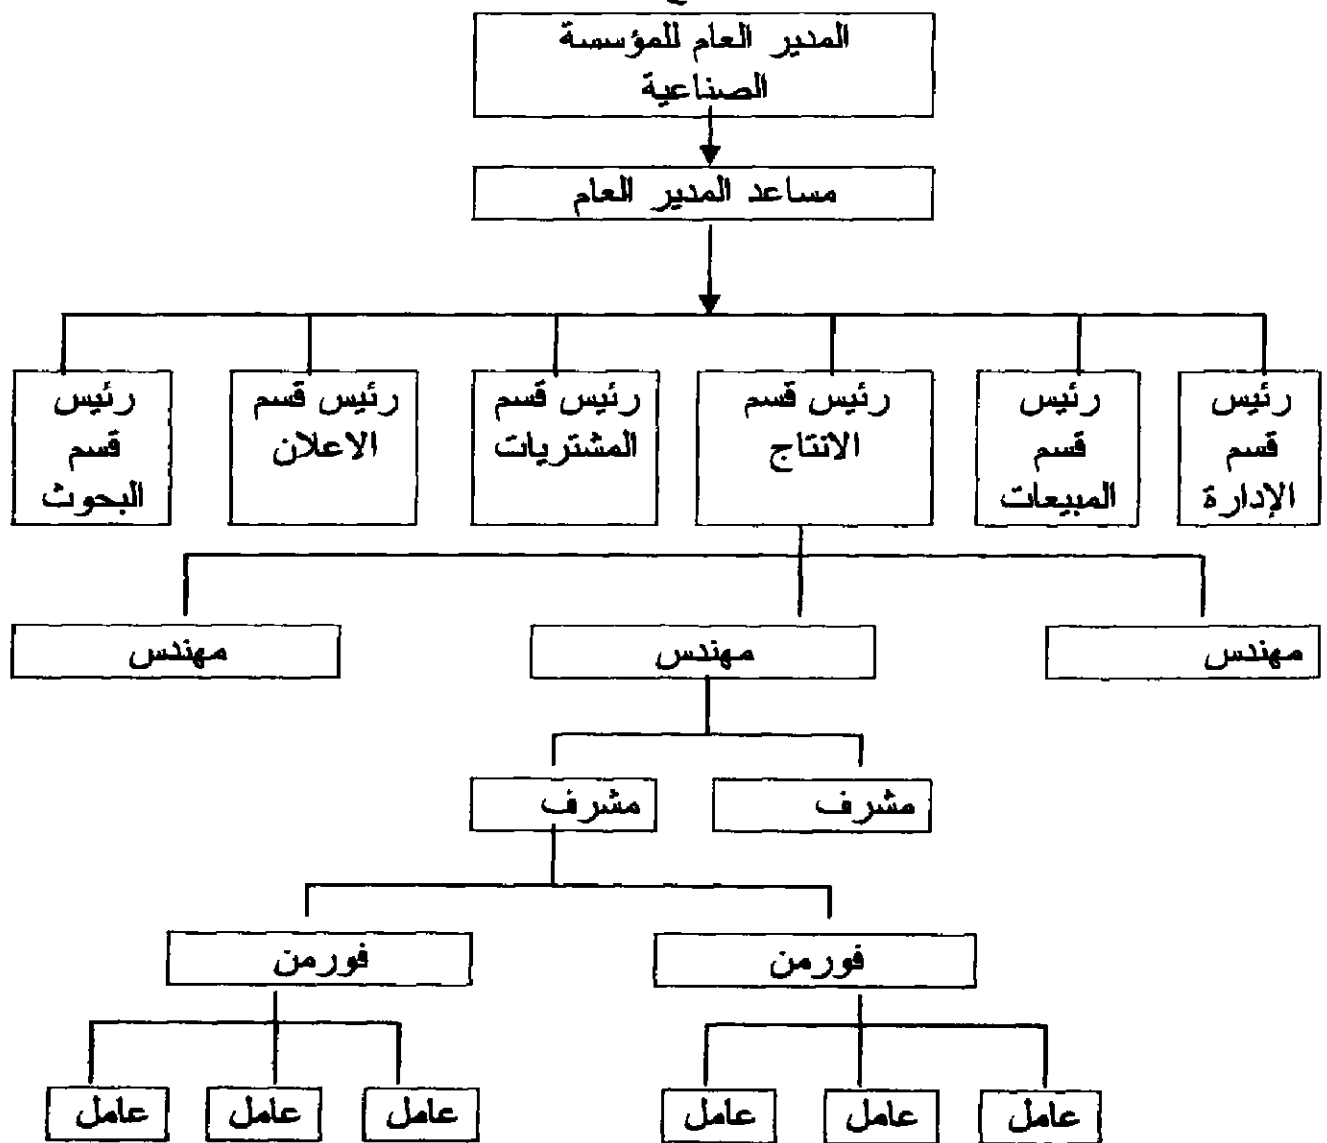 المدير العام للمؤسسة
الصناعية
مساعد المدير العام
رئيس
قسم
الإدارة
رئيس
قسم
المبيعات
رئيس قسم
الانتاج
رئيس قسم
المشتريات
رئيس قسم
الاعلان
رئيس
قسم
البحوث
مهندس
مهندس
مهندس
مشرف
مشرف
فورمن
فورمن
عامل
عامل
عامل
عامل
عامل
عامل